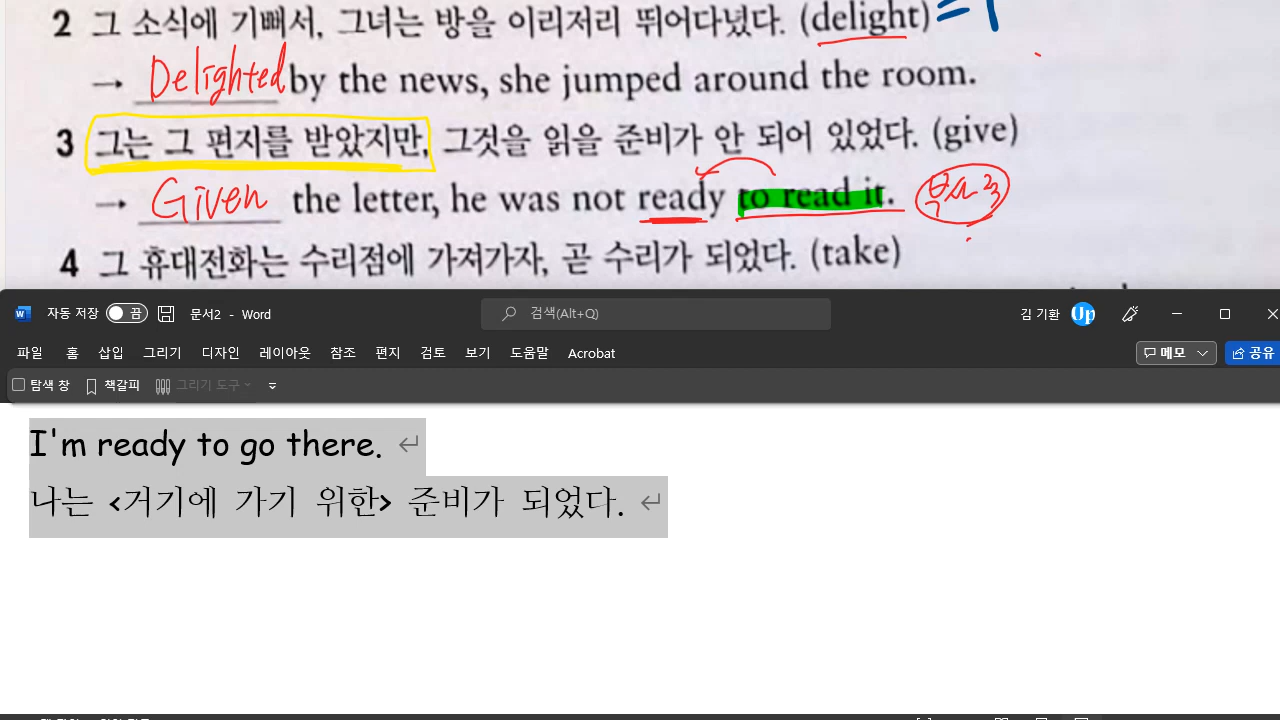 2 그 소식에 기뻐서, 그녀는 방을 이리저리 뛰어다녔다. (delight) = 1
→ Delighted by the news, she jumped around the room.
3 그는 그 편지를 받았지만, 그것을 읽을 준비가 안 되어 있었다. (give)
→ Given the letter, he was not ready to read it.
4 그 휴대전화는 수리점에 가져가자, 곧 수리가 되었다. (take)
자동 저장 끔 문서2 - Word 검색(Alt+Q) 김 기환 Up
파일 홈 삽입 그리기 디자인 레이아웃 참조 편지 검토 보기 도움말 Acrobat 메모 공유
탐색 창 책갈피 그리기 도구
I'm ready to go there.
나는 <거기에 가기 위한> 준비가 되었다.